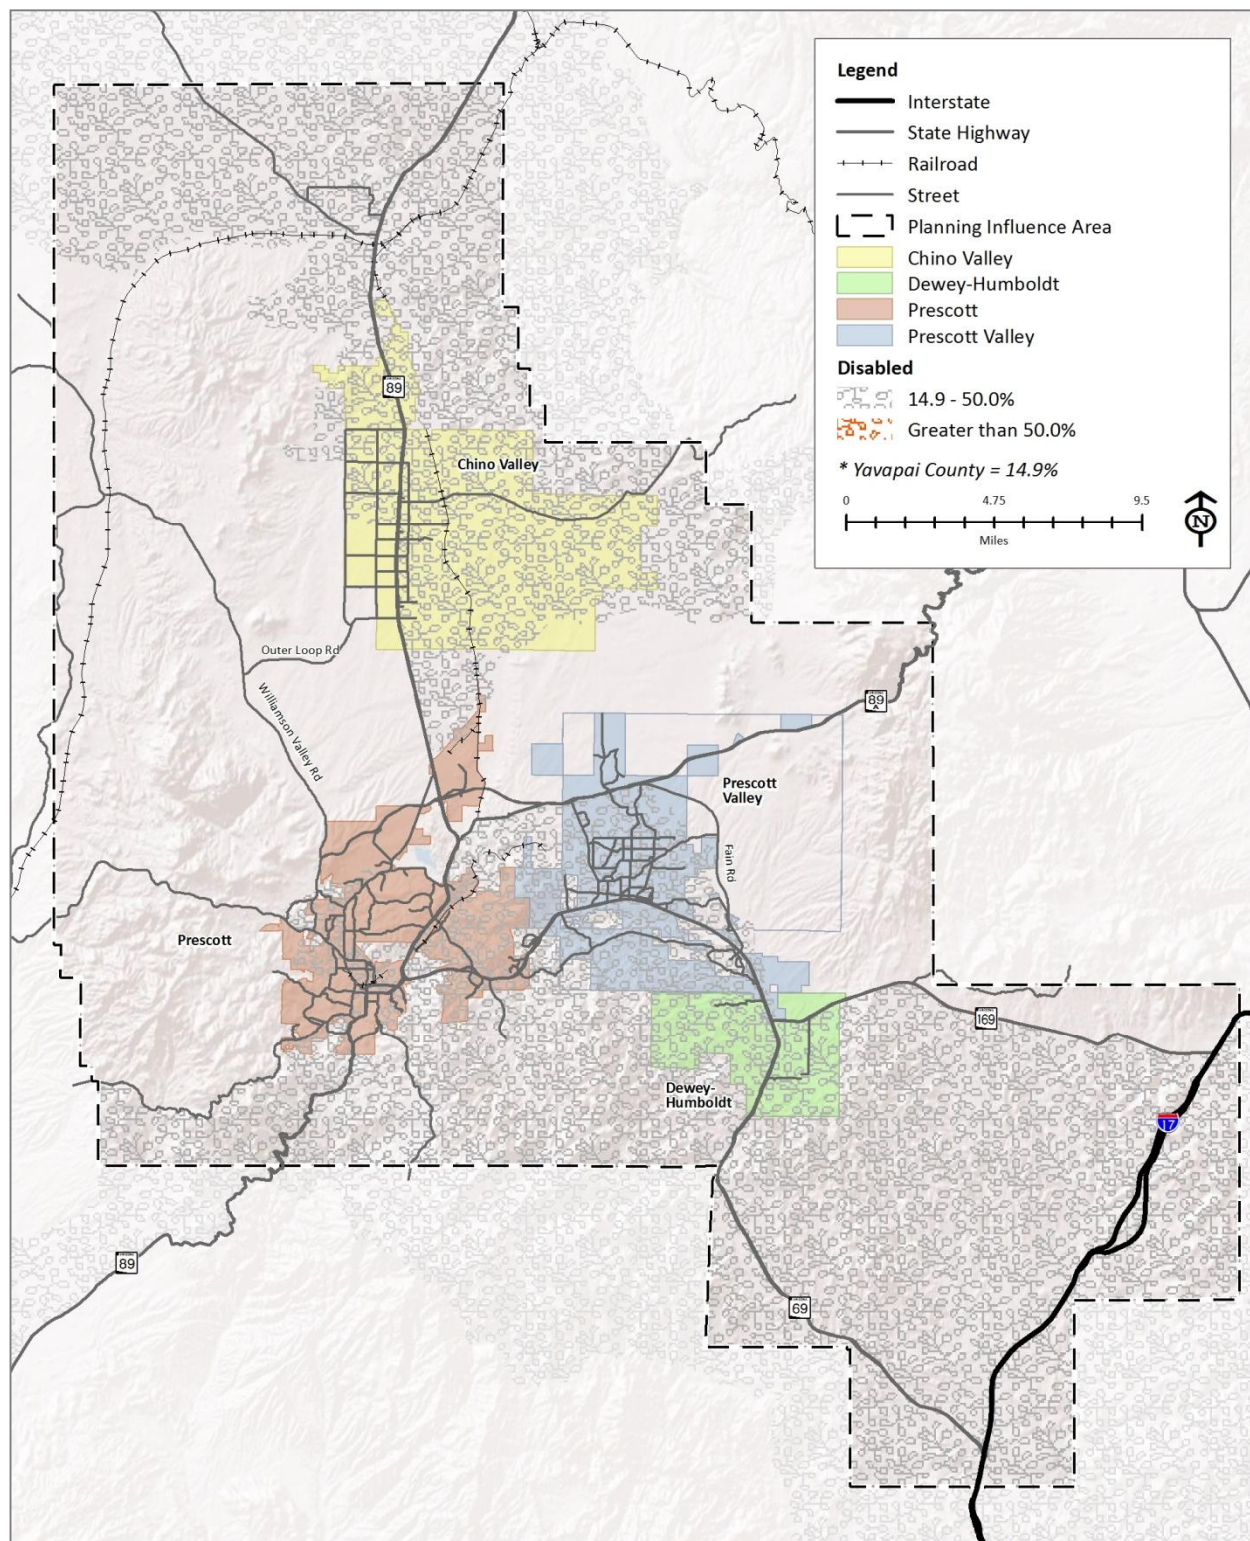 Legend
Interstate
State Highway
Railroad
Street
Planning Influence Area
Chino Valley
Dewey-Humboldt
Prescott
Prescott Valley
Disabled
14.9 - 50.0%
Greater than 50.0%
* Yavapai County = 14.9%
0 4.75 9.5
Miles
N
89
Chino Valley
Outer Loop Rd
Williamson Valley Rd
89
A
Prescott
Valley
Fain Rd
Prescott
169
Dewey-
Humboldt
17
89
69